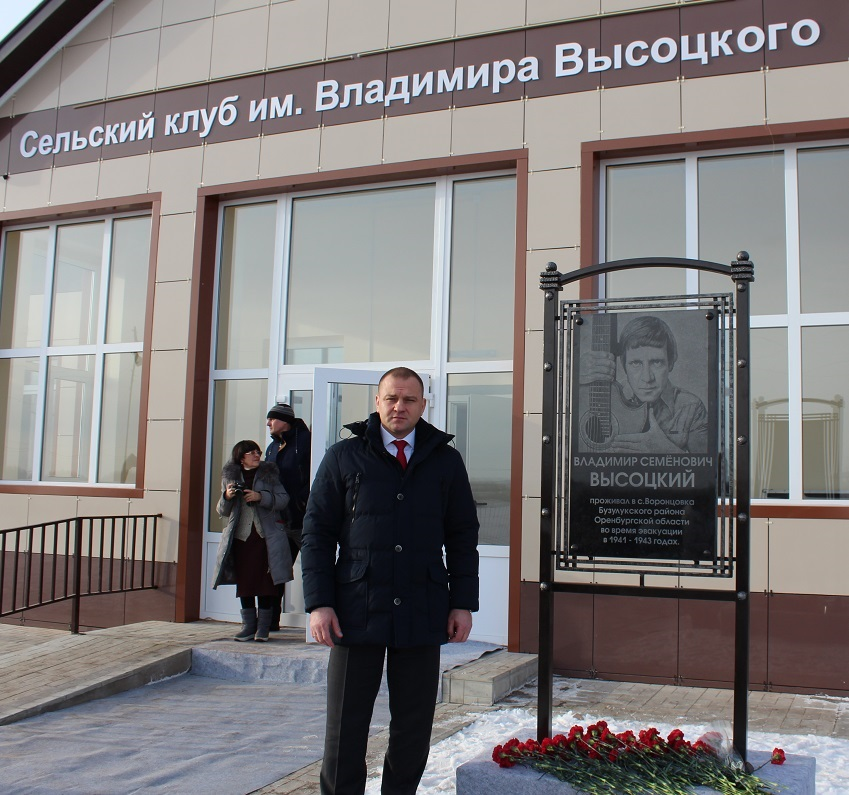 Сельский клуб им. Владимира Высоцкого
ВЛАДИМИР СЕМЁНОВИЧ
ВЫСОЦКИЙ
проживал в с.Воронцовка
Бузулукского района
Оренбургской области
во время эвакуации
в 1941 - 1943 годах.